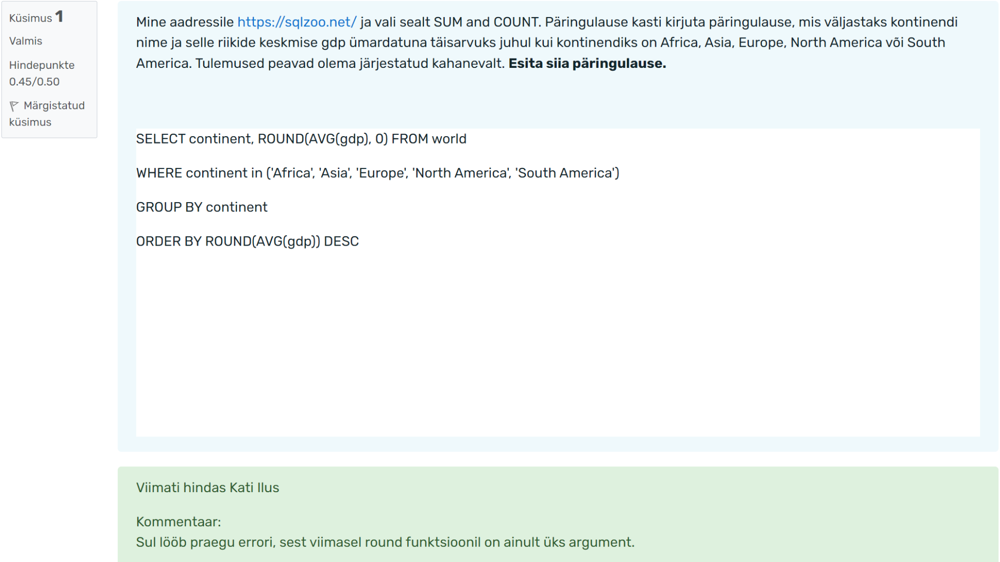 Küsimus 1
Valmis
Hindepunkte
0.45/0.50
Märgistatud
küsimus
Mine aadressile https://sqlzoo.net/ ja vali sealt SUM and COUNT. Päringulause kasti kirjuta päringulause, mis väljastaks kontinendi
nime ja selle riikide keskmise gdp ümardatuna täisarvuks juhul kui kontinendiks on Africa, Asia, Europe, North America või South
America. Tulemused peavad olema järjestatud kahanevalt. Esita siia päringulause.
SELECT continent, ROUND(AVG(gdp), 0) FROM world
WHERE continent in ('Africa', 'Asia', 'Europe', 'North America', 'South America')
GROUP BY continent
ORDER BY ROUND(AVG(gdp)) DESC
Viimati hindas Kati Ilus
Kommentaar:
Sul lööb praegu errori, sest viimasel round funktsioonil on ainult üks argument.